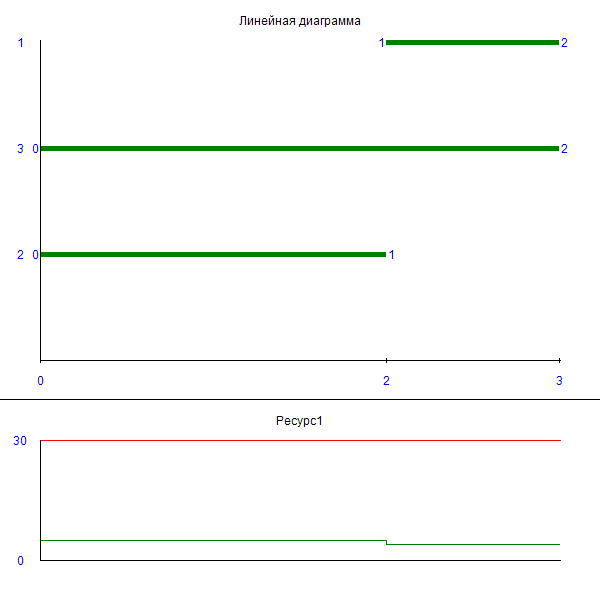 Линейная диаграмма
1 1 2
3 0 2
2 0 1
0 2 3
Ресурс1
30
0